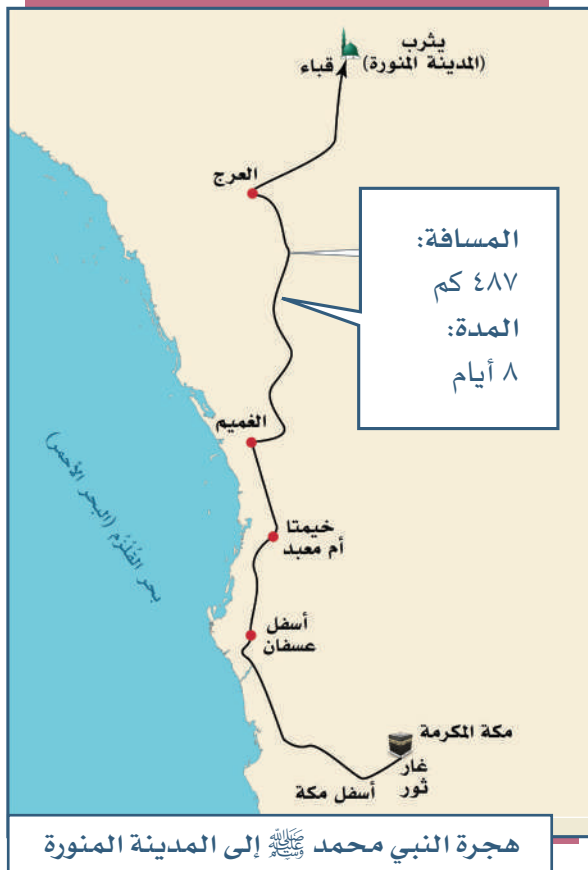 يثرب
(المدينة المنورة)
قباء
العرج
المسافة:
٤٨٧ كم
المدة:
٨ أيام
الغميم
بحر القُلْزُم (البحر الأحمر)
خيمتا
أم معبد
أسفل
عسفان
مكة المكرمة
غار
ثور
أسفل مكة
هجرة النبي محمد ﷺ إلى المدينة المنورة